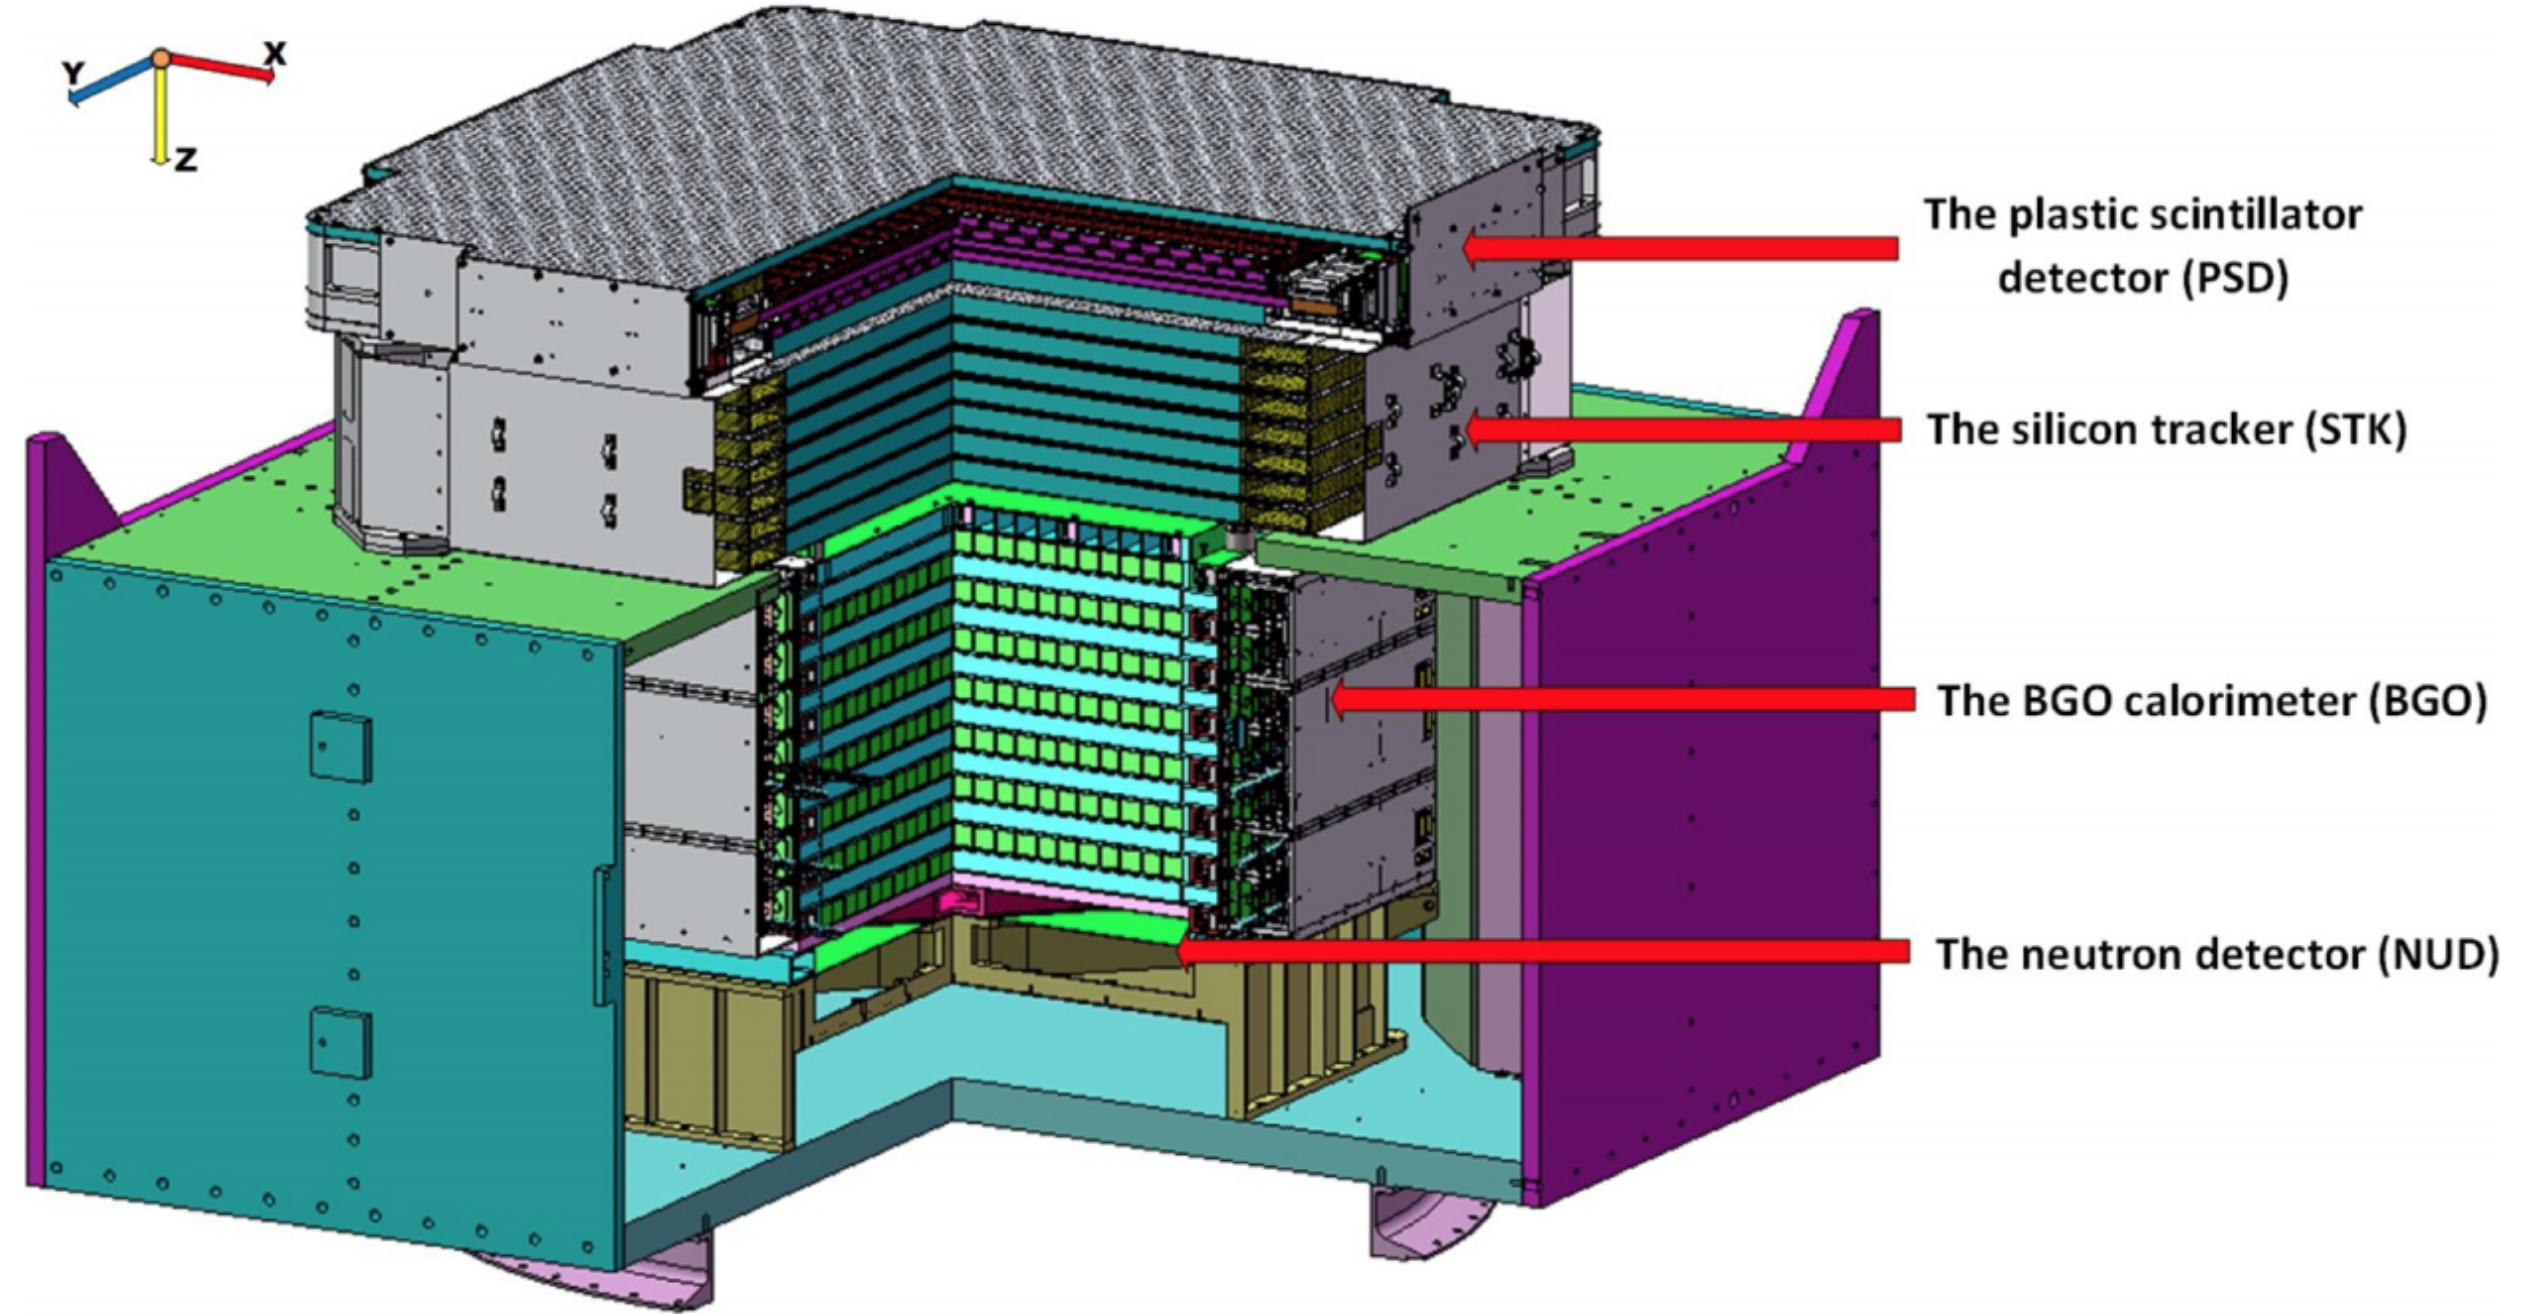 Y
X
Z
The plastic scintillator
detector (PSD)
The silicon tracker (STK)
The BGO calorimeter (BGO)
The neutron detector (NUD)